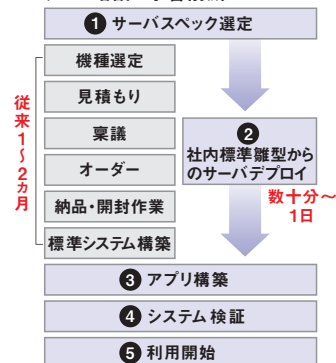 ❶ サーバスペック選定
機種選定
見積もり
稟議
オーダー
納品・開封作業
標準システム構築
従来1～2ヵ月
❷
社内標準雛型から
のサーバデプロイ
数十分～
1日
❸ アプリ構築
❹ システム検証
❺ 利用開始